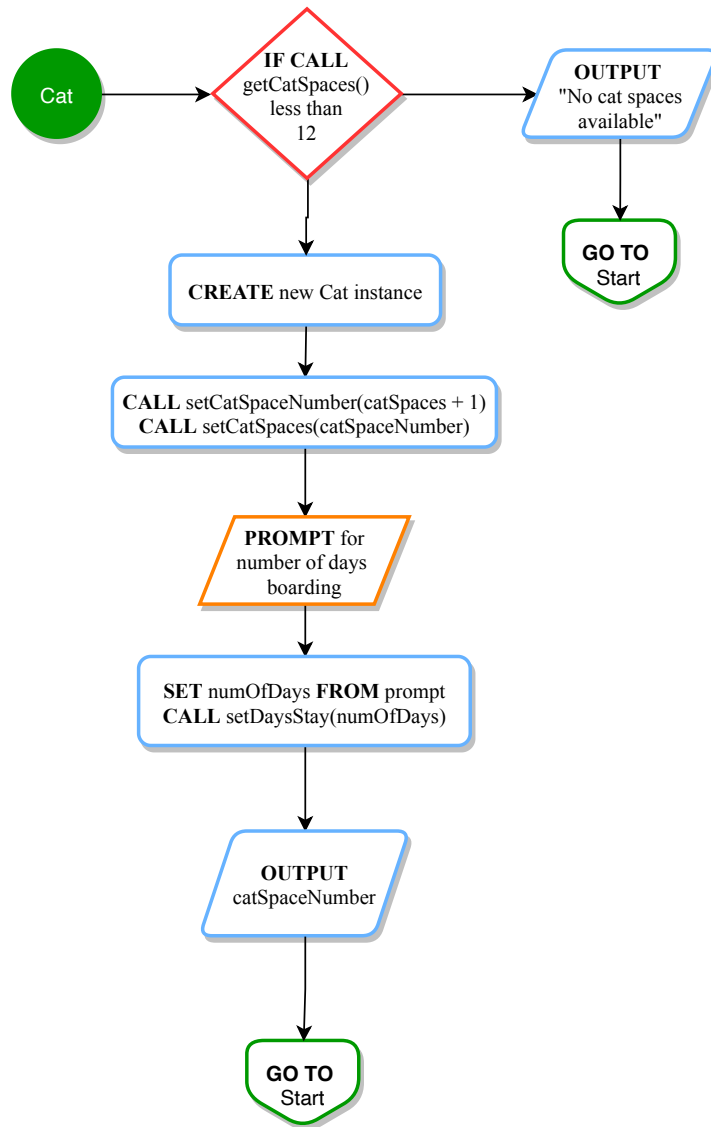 Cat
IF CALL
getCatSpaces()
less than
12
OUTPUT
"No cat spaces
available"
GO TO
Start
CREATE new Cat instance
CALL setCatSpaceNumber(catSpaces + 1)
CALL setCatSpaces(catSpaceNumber)
PROMPT for
number of days
boarding
SET numOfDays FROM prompt
CALL setDaysStay(numOfDays)
OUTPUT
catSpaceNumber
GO TO
Start